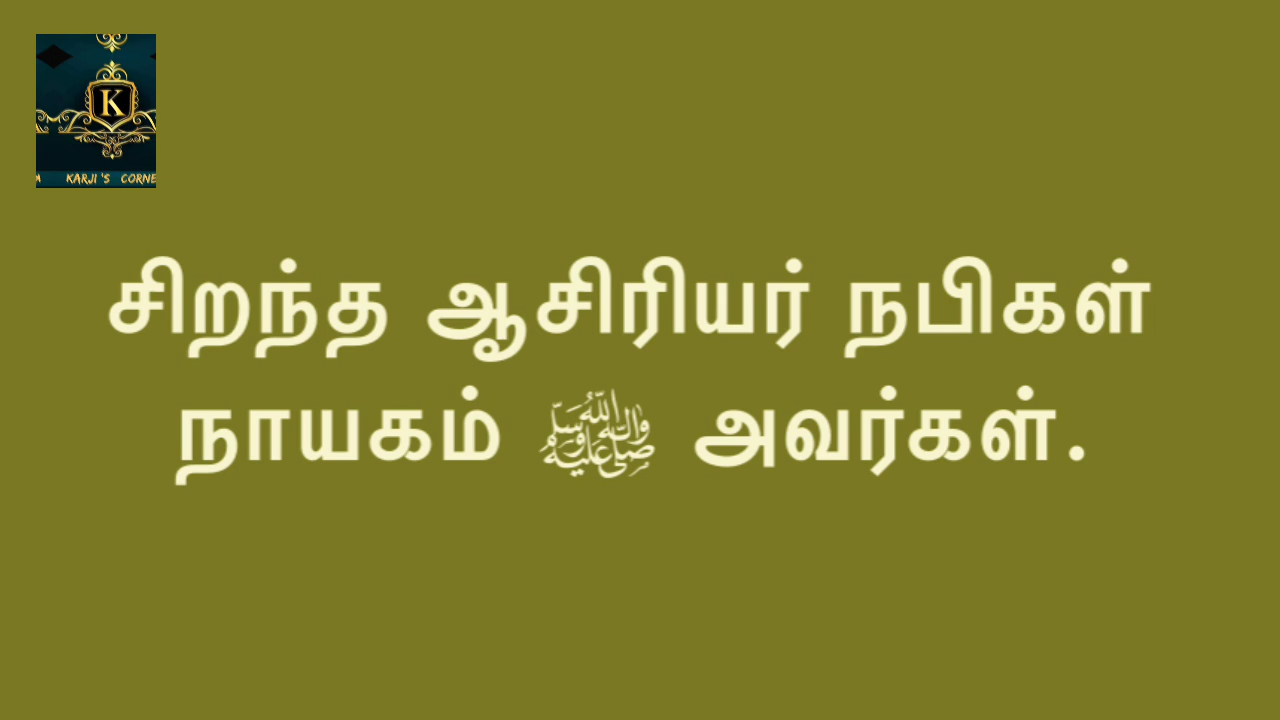 K
M KARJI'S CORNE
சிறந்த ஆசிரியர் நபிகள்
நாயகம் ﷺ அவர்கள்.